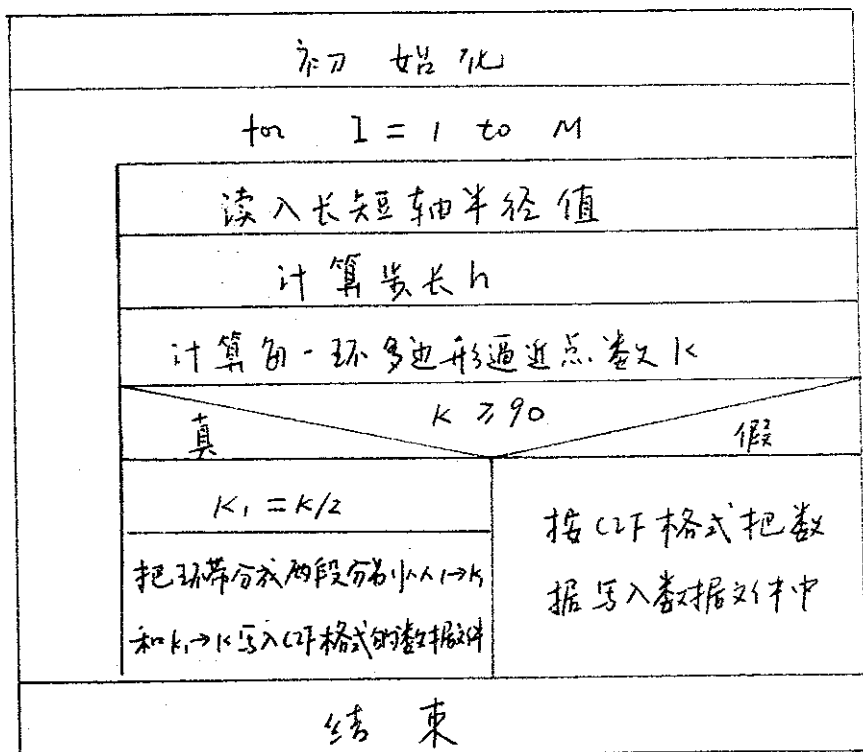 初始化
for I = 1 to M
读入长短轴半径值
计算步长h
计算每一环多边形逼近点数K
K ≥ 90
真
假
K₁ = K/2
把环带分成两段分别从1→K₁
和K₁→K写入CIF格式的数据文件
按CIF格式把数
据写入数据文件中
结束